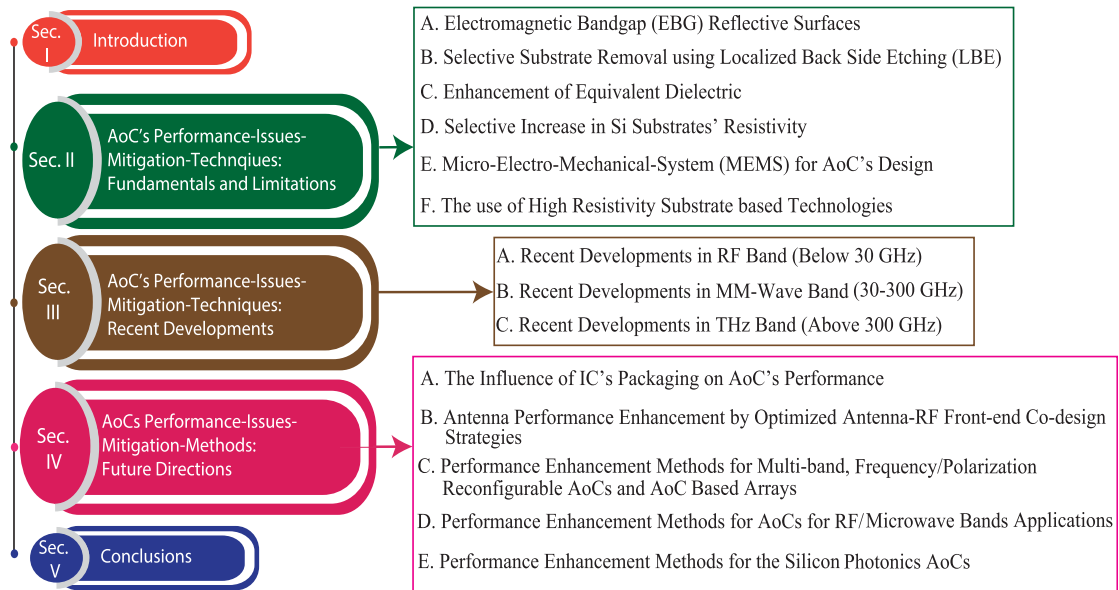 Sec.
I
Introduction
Sec. II
AoC's Performance-Issues-
Mitigation-Technqiues:
Fundamentals and Limitations
A. Electromagnetic Bandgap (EBG) Reflective Surfaces
B. Selective Substrate Removal using Localized Back Side Etching (LBE)
C. Enhancement of Equivalent Dielectric
D. Selective Increase in Si Substrates' Resistivity
E. Micro-Electro-Mechanical-System (MEMS) for AoC's Design
F. The use of High Resistivity Substrate based Technologies
Sec.
III
AoC's Performance-Issues-
Mitigation-Techniques:
Recent Developments
A. Recent Developments in RF Band (Below 30 GHz)
B. Recent Developments in MM-Wave Band (30-300 GHz)
C. Recent Developments in THz Band (Above 300 GHz)
Sec.
IV
AoCs Performance-Issues-
Mitigation-Methods:
Future Directions
A. The Influence of IC's Packaging on AoC's Performance
B. Antenna Performance Enhancement by Optimized Antenna-RF Front-end Co-design
Strategies
C. Performance Enhancement Methods for Multi-band, Frequency/Polarization
Reconfigurable AoCs and AoC Based Arrays
D. Performance Enhancement Methods for AoCs for RF/Microwave Bands Applications
E. Performance Enhancement Methods for the Silicon Photonics AoCs
Sec.
V
Conclusions